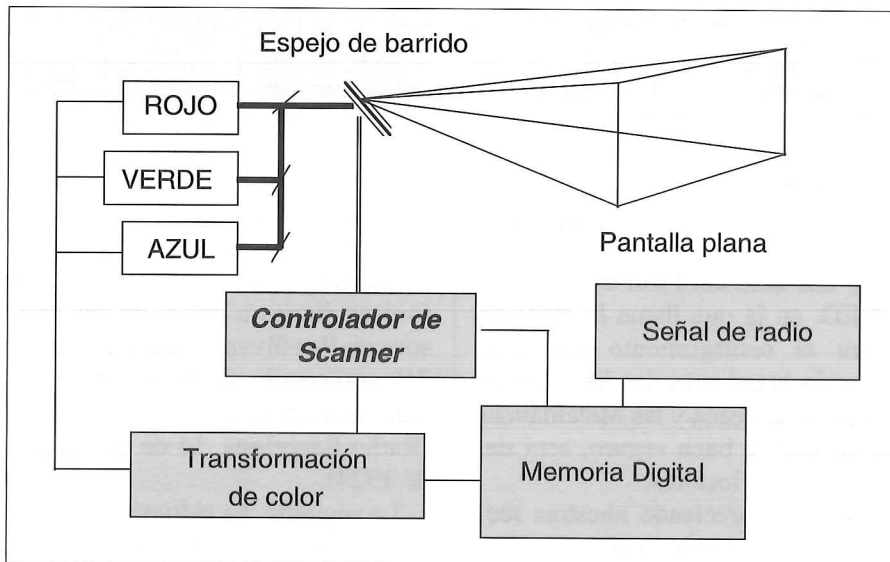 Espejo de barrido
ROJO
VERDE
AZUL
Pantalla plana
Controlador de
Scanner
Señal de radio
Transformación
de color
Memoria Digital